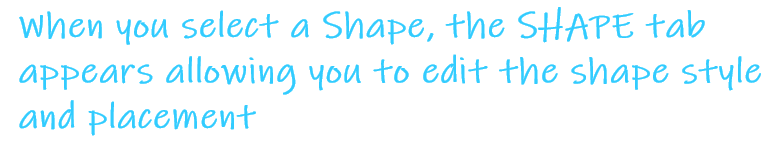 When you select a Shape, the SHAPE tab
appears allowing you to edit the shape style
and placement